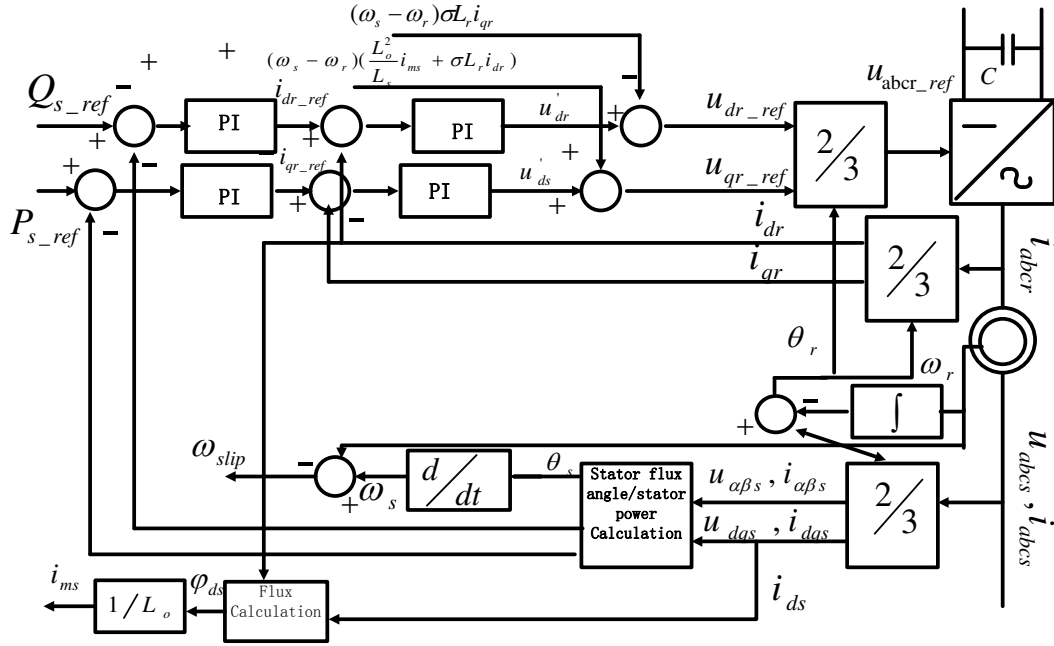 (ω_s − ω_r)σL_r i_qr
(ω_s − ω_r)(L_o^2/L_s i_ms + σL_r i_dr)
C
u_abcr_ref
Q_s_ref
+
+
−
+
−
PI
i_dr_ref
+
−
PI
u'_dr
+
−
u_dr_ref
2/3
P_s_ref
+
−
PI
− i_qr_ref
+
−
PI
u'_ds
+
+
u_qr_ref
i_dr
i_qr
2/3
i_abcr
θ_r
ω_r
+
−
∫
ω_slip
−
+
ω_s
d/dt
θ_s
Stator flux
angle/stator
power
Calculation
u_αβs , i_αβs
u_dqs , i_dqs
2/3
u_abcs , i_abcs
i_ms
1/L_o
φ_ds
Flux
Calculation
i_ds